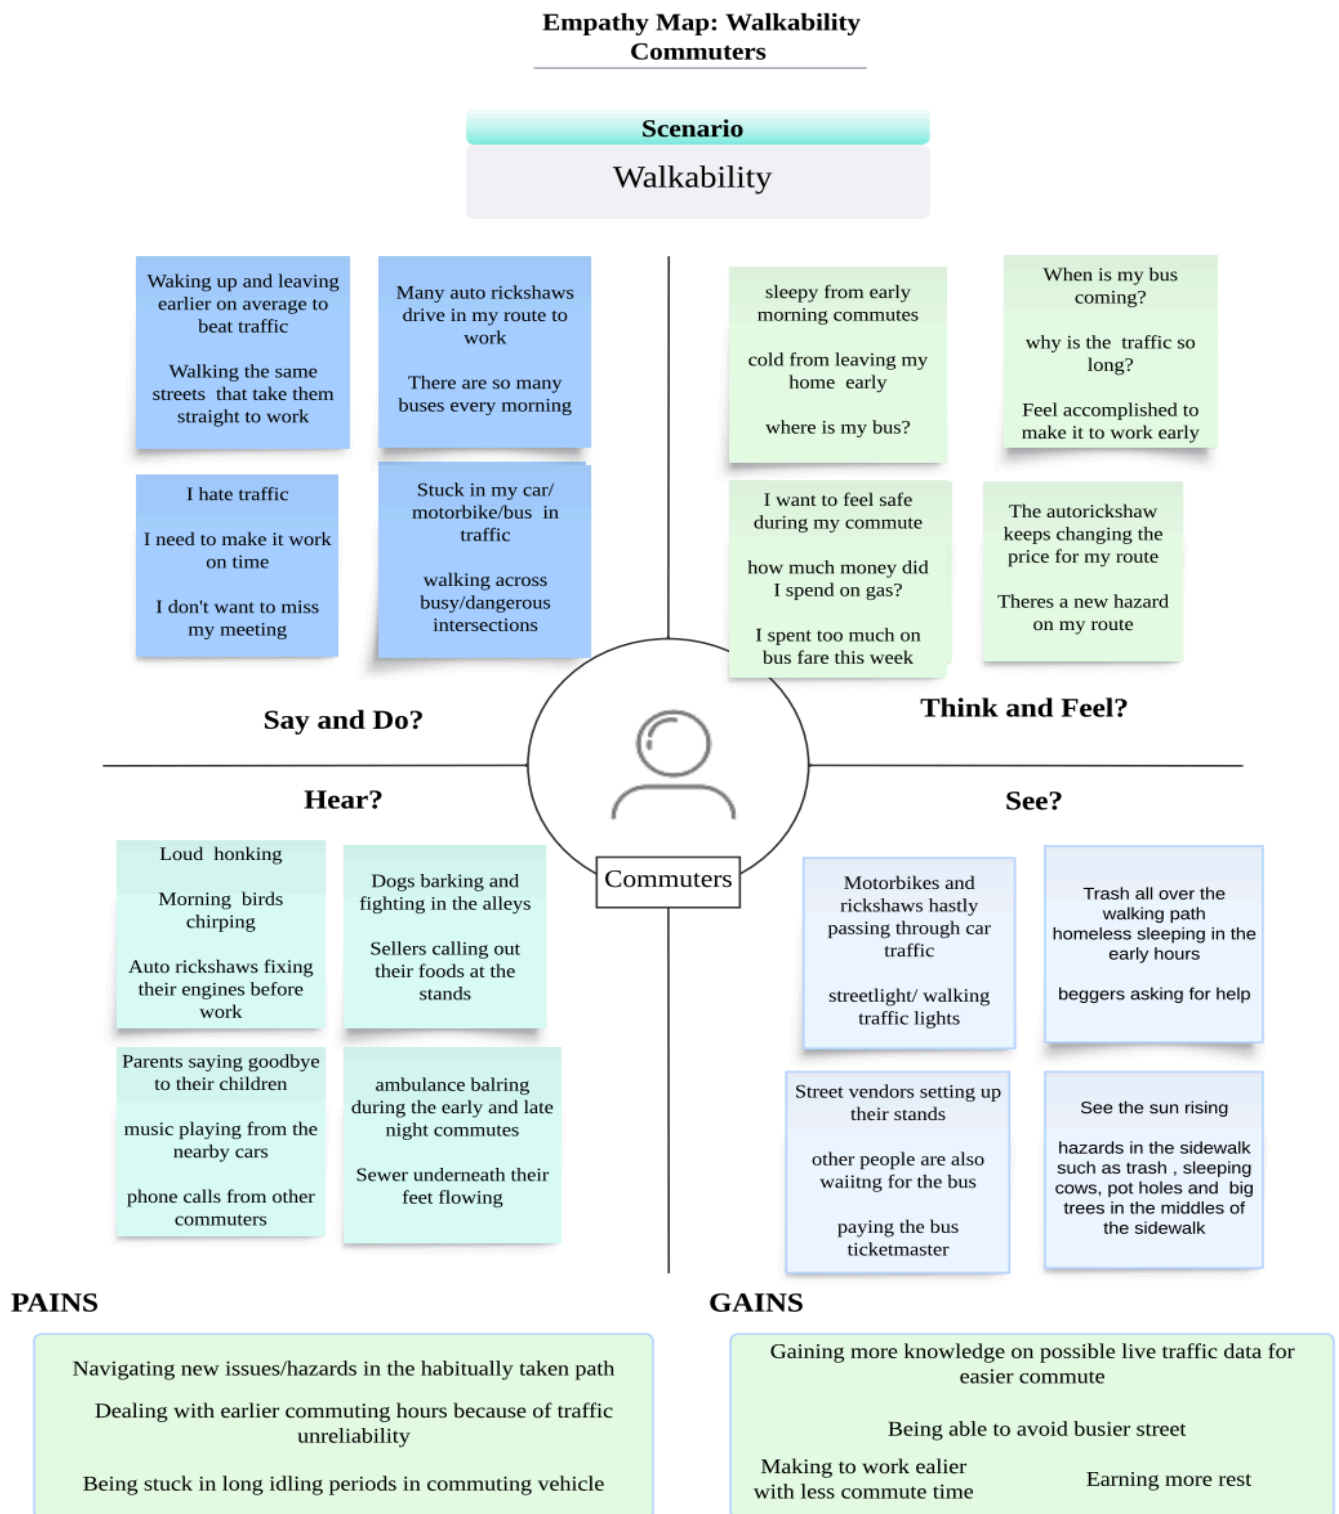 Empathy Map: Walkability
Commuters
Scenario
Walkability
Waking up and leaving
earlier on average to
beat traffic
Walking the same
streets that take them
straight to work
Many auto rickshaws
drive in my route to
work
There are so many
buses every morning
I hate traffic
I need to make it work
on time
I don't want to miss
my meeting
Stuck in my car/
motorbike/bus in
traffic
walking across
busy/dangerous
intersections
Say and Do?
sleepy from early
morning commutes
cold from leaving my
home early
where is my bus?
When is my bus
coming?
why is the traffic so
long?
Feel accomplished to
make it to work early
I want to feel safe
during my commute
how much money did
I spend on gas?
I spent too much on
bus fare this week
The autorickshaw
keeps changing the
price for my route
Theres a new hazard
on my route
Think and Feel?
Commuters
Hear?
Loud honking
Morning birds
chirping
Auto rickshaws fixing
their engines before
work
Dogs barking and
fighting in the alleys
Sellers calling out
their foods at the
stands
Parents saying goodbye
to their children
music playing from the
nearby cars
phone calls from other
commuters
ambulance balring
during the early and late
night commutes
Sewer underneath their
feet flowing
See?
Motorbikes and
rickshaws hastly
passing through car
traffic
streetlight/ walking
traffic lights
Trash all over the
walking path
homeless sleeping in the
early hours
beggers asking for help
Street vendors setting up
their stands
other people are also
waiitng for the bus
paying the bus
ticketmaster
See the sun rising
hazards in the sidewalk
such as trash , sleeping
cows, pot holes and big
trees in the middles of
the sidewalk
PAINS
Navigating new issues/hazards in the habitually taken path
Dealing with earlier commuting hours because of traffic
unreliability
Being stuck in long idling periods in commuting vehicle
GAINS
Gaining more knowledge on possible live traffic data for
easier commute
Being able to avoid busier street
Making to work ealier
with less commute time
Earning more rest